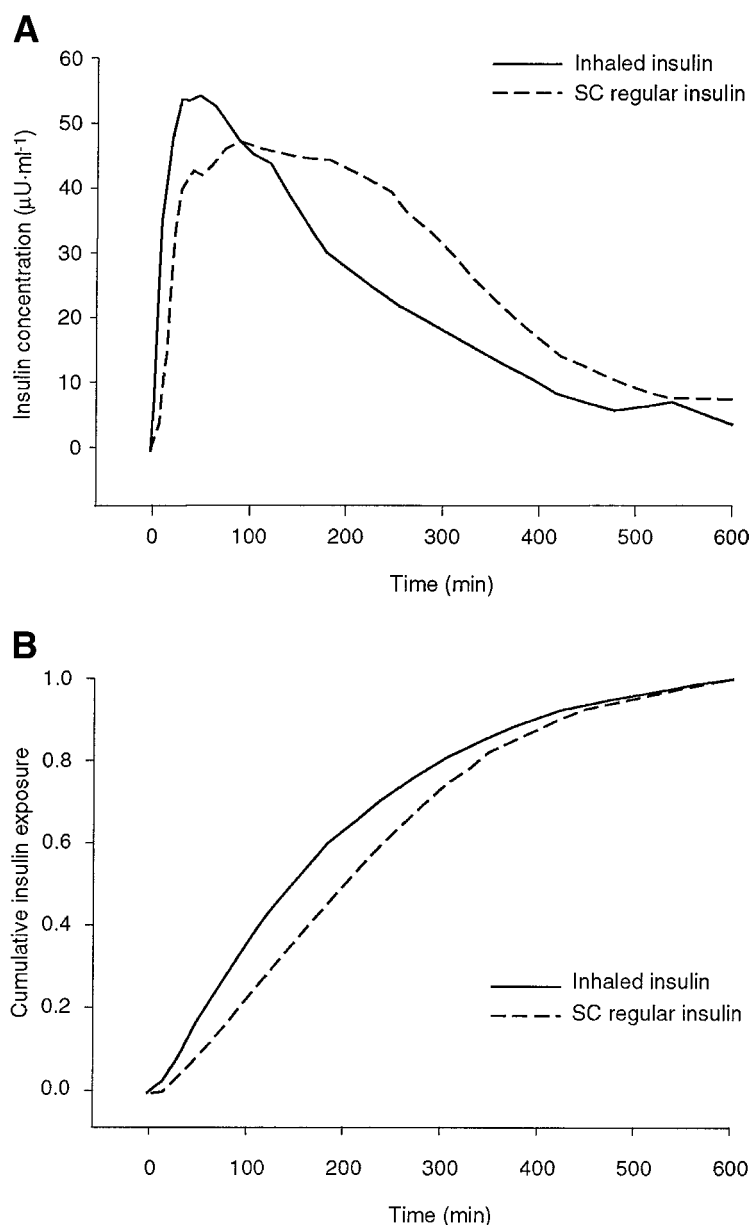 A
60
50
40
30
20
10
0
Insulin concentration (μU·ml⁻¹)
Inhaled insulin
SC regular insulin
0 100 200 300 400 500 600
Time (min)
B
1.0
0.8
0.6
0.4
0.2
0.0
Cumulative insulin exposure
Inhaled insulin
SC regular insulin
0 100 200 300 400 500 600
Time (min)